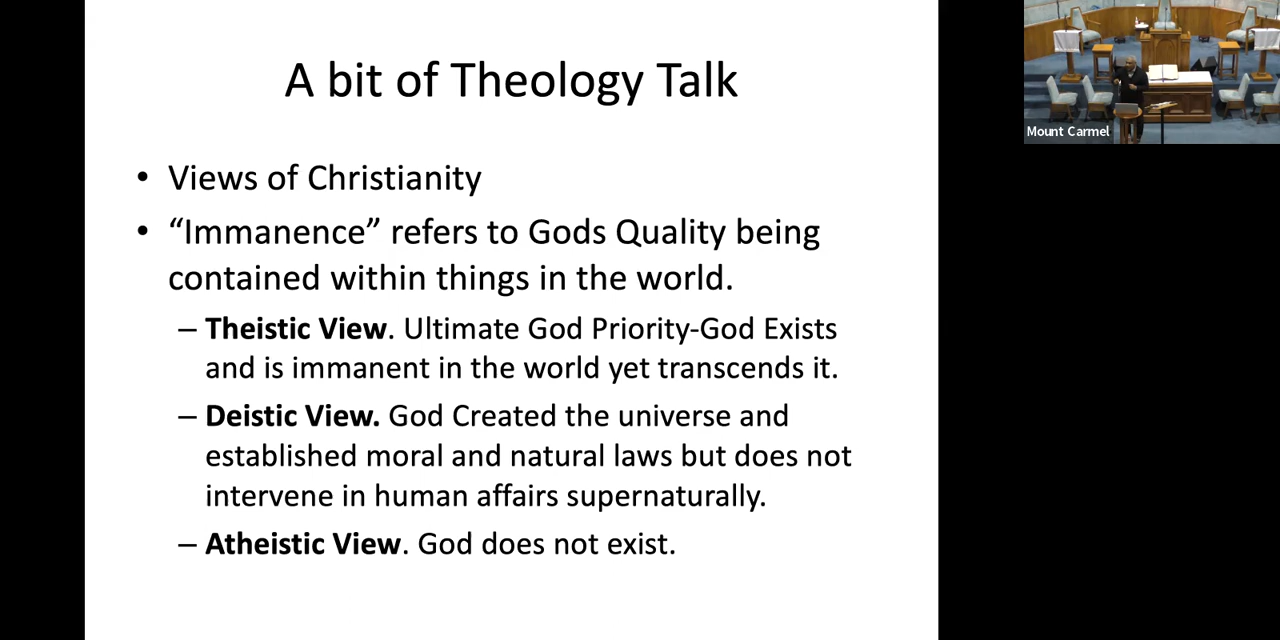 A bit of Theology Talk
• Views of Christianity
• “Immanence” refers to Gods Quality being
contained within things in the world.
– Theistic View. Ultimate God Priority-God Exists
and is immanent in the world yet transcends it.
– Deistic View. God Created the universe and
established moral and natural laws but does not
intervene in human affairs supernaturally.
– Atheistic View. God does not exist.
Mount Carmel